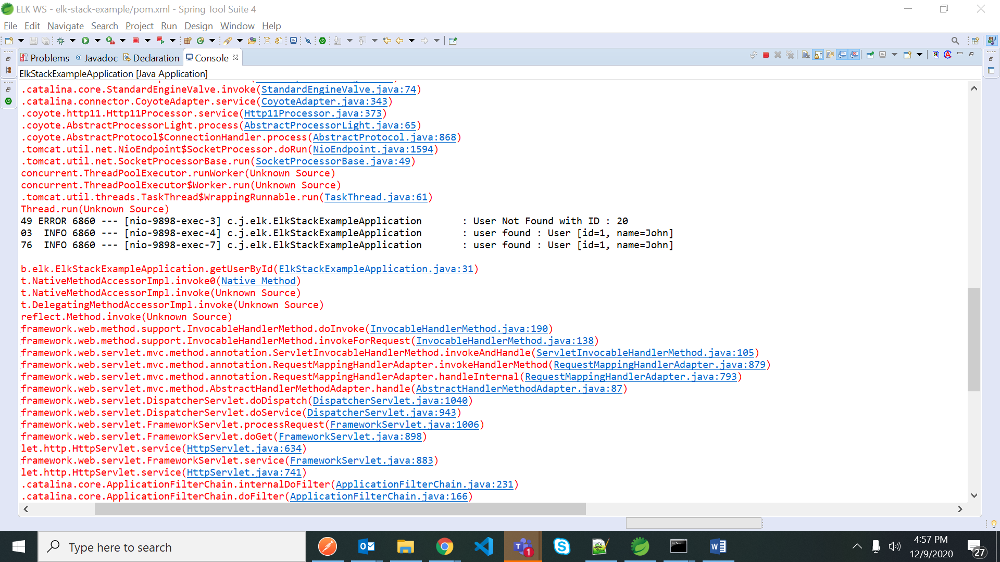 ELK WS - elk-stack-example/pom.xml - Spring Tool Suite 4
File Edit Navigate Search Project Run Design Window Help
Problems @ Javadoc Declaration Console
ElkStackExampleApplication [Java Application]
.catalina.core.StandardEngineValve.invoke(StandardEngineValve.java:74)
.catalina.connector.CoyoteAdapter.service(CoyoteAdapter.java:343)
.coyote.http11.Http11Processor.service(Http11Processor.java:373)
.coyote.AbstractProcessorLight.process(AbstractProcessorLight.java:65)
.coyote.AbstractProtocol$ConnectionHandler.process(AbstractProtocol.java:868)
.tomcat.util.net.NioEndpoint$SocketProcessor.doRun(NioEndpoint.java:1594)
.tomcat.util.net.SocketProcessorBase.run(SocketProcessorBase.java:49)
concurrent.ThreadPoolExecutor.runWorker(Unknown Source)
concurrent.ThreadPoolExecutor$Worker.run(Unknown Source)
.tomcat.util.threads.TaskThread$WrappingRunnable.run(TaskThread.java:61)
Thread.run(Unknown Source)
49 ERROR 6860 --- [nio-9898-exec-3] c.j.elk.ElkStackExampleApplication : User Not Found with ID : 20
03 INFO 6860 --- [nio-9898-exec-4] c.j.elk.ElkStackExampleApplication : user found : User [id=1, name=John]
76 INFO 6860 --- [nio-9898-exec-7] c.j.elk.ElkStackExampleApplication : user found : User [id=1, name=John]
b.elk.ElkStackExampleApplication.getUserById(ElkStackExampleApplication.java:31)
t.NativeMethodAccessorImpl.invoke0(Native Method)
t.NativeMethodAccessorImpl.invoke(Unknown Source)
t.DelegatingMethodAccessorImpl.invoke(Unknown Source)
reflect.Method.invoke(Unknown Source)
framework.web.method.support.InvocableHandlerMethod.doInvoke(InvocableHandlerMethod.java:190)
framework.web.method.support.InvocableHandlerMethod.invokeForRequest(InvocableHandlerMethod.java:138)
framework.web.servlet.mvc.method.annotation.ServletInvocableHandlerMethod.invokeAndHandle(ServletInvocableHandlerMethod.java:105)
framework.web.servlet.mvc.method.annotation.RequestMappingHandlerAdapter.invokeHandlerMethod(RequestMappingHandlerAdapter.java:879)
framework.web.servlet.mvc.method.annotation.RequestMappingHandlerAdapter.handleInternal(RequestMappingHandlerAdapter.java:793)
framework.web.servlet.mvc.method.AbstractHandlerMethodAdapter.handle(AbstractHandlerMethodAdapter.java:87)
framework.web.servlet.DispatcherServlet.doDispatch(DispatcherServlet.java:1040)
framework.web.servlet.DispatcherServlet.doService(DispatcherServlet.java:943)
framework.web.servlet.FrameworkServlet.processRequest(FrameworkServlet.java:1006)
framework.web.servlet.FrameworkServlet.doGet(FrameworkServlet.java:898)
let.http.HttpServlet.service(HttpServlet.java:634)
framework.web.servlet.FrameworkServlet.service(FrameworkServlet.java:883)
let.http.HttpServlet.service(HttpServlet.java:741)
.catalina.core.ApplicationFilterChain.internalDoFilter(ApplicationFilterChain.java:231)
.catalina.core.ApplicationFilterChain.doFilter(ApplicationFilterChain.java:166)
Type here to search
1
4:57 PM
12/9/2020
27